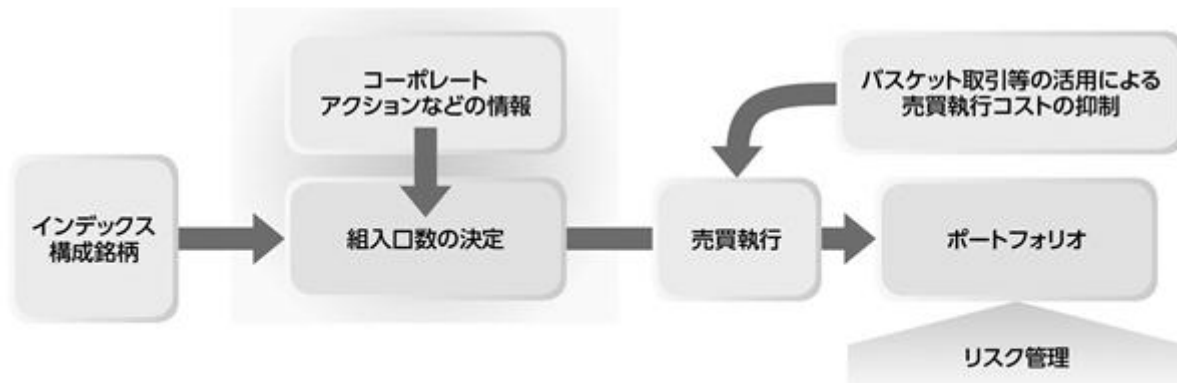 コーポレート
アクションなどの情報
バスケット取引等の活用による
売買執行コストの抑制
インデックス
構成銘柄
組入口数の決定
売買執行
ポートフォリオ
リスク管理